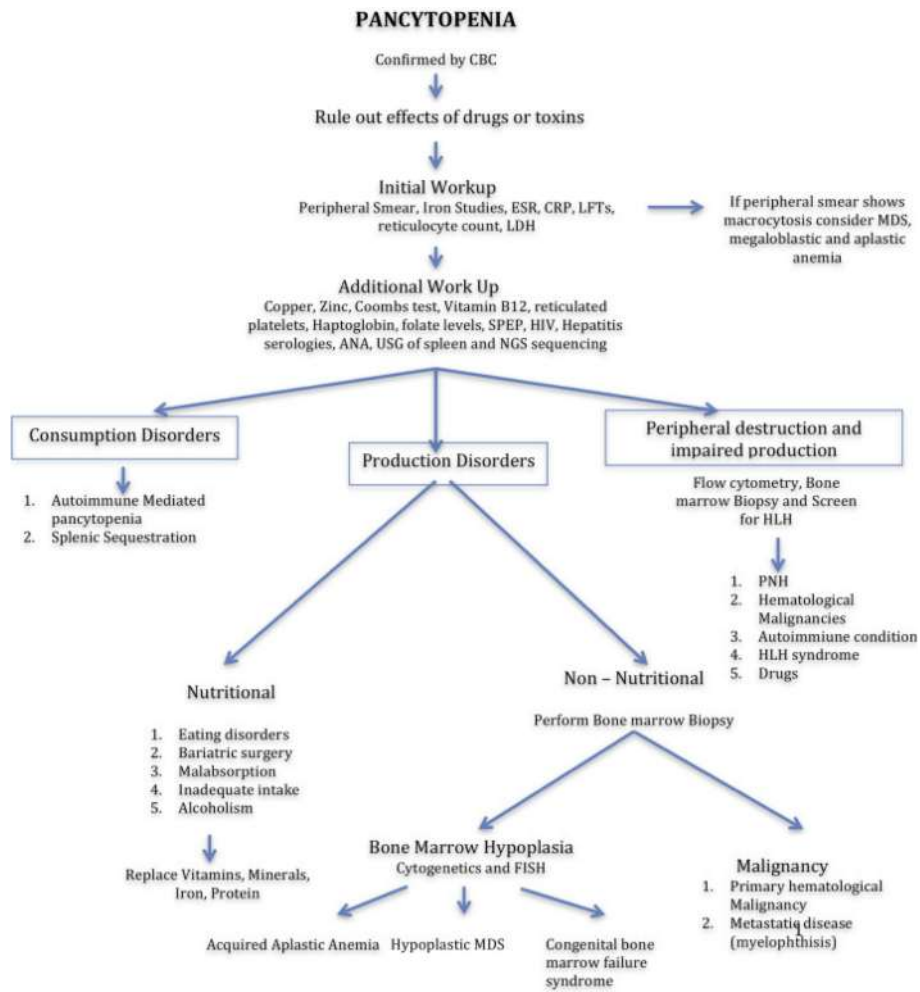 PANCYTOPENIA
Confirmed by CBC
Rule out effects of drugs or toxins
Initial Workup
Peripheral Smear, Iron Studies, ESR, CRP, LFTs,
reticulocyte count, LDH
If peripheral smear shows
macrocytosis consider MDS,
megaloblastic and aplastic
anemia
Additional Work Up
Copper, Zinc, Coombs test, Vitamin B12, reticulated
platelets, Haptoglobin, folate levels, SPEP, HIV, Hepatitis
serologies, ANA, USG of spleen and NGS sequencing
Consumption Disorders
1. Autoimmune Mediated
pancytopenia
2. Splenic Sequestration
Production Disorders
Peripheral destruction and
impaired production
Flow cytometry, Bone
marrow Biopsy and Screen
for HLH
1. PNH
2. Hematological
Malignancies
3. Autoimmiune condition
4. HLH syndrome
5. Drugs
Nutritional
1. Eating disorders
2. Bariatric surgery
3. Malabsorption
4. Inadequate intake
5. Alcoholism
Replace Vitamins, Minerals,
Iron, Protein
Non – Nutritional
Perform Bone marrow Biopsy
Bone Marrow Hypoplasia
Cytogenetics and FISH
Acquired Aplastic Anemia
Hypoplastic MDS
Congenital bone
marrow failure
syndrome
Malignancy
1. Primary hematological
Malignancy
2. Metastatic disease
(myelophthisis)
1